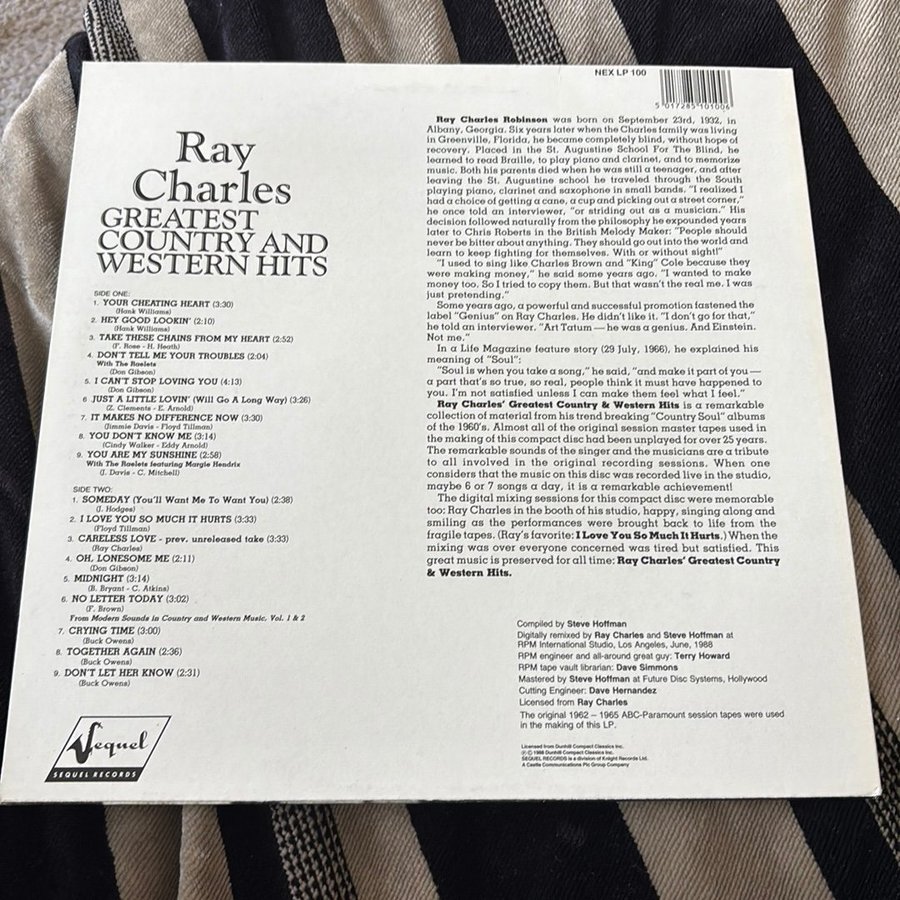 NEX LP 100
5 017285 101006
Ray
Charles
GREATEST
COUNTRY AND
WESTERN HITS
SIDE ONE:
1. YOUR CHEATING HEART (3:30)
(Hank Williams)
2. HEY GOOD LOOKIN' (2:10)
(Hank Williams)
3. TAKE THESE CHAINS FROM MY HEART (2:52)
(F. Rose - H. Heath)
4. DON'T TELL ME YOUR TROUBLES (2:04)
With The Raelets
(Don Gibson)
5. I CAN'T STOP LOVING YOU (4:13)
(Don Gibson)
6 JUST A LITTLE LOVIN' (Will Go A Long Way) (3:26)
(Z. Clements - E. Arnold)
7. IT MAKES NO DIFFERENCE NOW (3:30)
(Jimmie Davis - Floyd Tillman)
8. YOU DON'T KNOW ME (3:14)
(Cindy Walker - Eddy Arnold)
9. YOU ARE MY SUNSHINE (2:58)
With The Raelets featuring Margie Hendrix
(J. Davis - C. Mitchell)
SIDE TWO:
1. SOMEDAY (You'll Want Me To Want You) (2:38)
(J. Hodges)
2. I LOVE YOU SO MUCH IT HURTS (3:33)
(Floyd Tillman)
3. CARELESS LOVE - prev. unreleased take (3:33)
(Ray Charles)
4. OH, LONESOME ME (2:11)
(Don Gibson)
5. MIDNIGHT (3:14)
(B. Bryant - C. Atkins)
6. NO LETTER TODAY (3:02)
(F. Brown)
From Modern Sounds in Country and Western Music, Vol. 1 & 2
7. CRYING TIME (3:00)
(Buck Owens)
8. TOGETHER AGAIN (2:36)
(Buck Owens)
9. DON'T LET HER KNOW (2:31)
(Buck Owens)
Sequel
SEQUEL RECORDS
Ray Charles Robinson was born on September 23rd, 1932, in
Albany, Georgia. Six years later when the Charles family was living
in Greenville, Florida, he became completely blind, without hope of
recovery. Placed in the St. Augustine School For The Blind, he
learned to read Braille, to play piano and clarinet, and to memorize
music. Both his parents died when he was still a teenager, and after
leaving the St. Augustine school he traveled through the South
playing piano, clarinet and saxophone in small bands. "I realized I
had a choice of getting a cane, a cup and picking out a street corner,"
he once told an interviewer, "or striding out as a musician." His
decision followed naturally from the philosophy he expounded years
later to Chris Roberts in the British Melody Maker: "People should
never be bitter about anything. They should go out into the world and
learn to keep fighting for themselves. With or without sight!"
"I used to sing like Charles Brown and "King" Cole because they
were making money," he said some years ago. "I wanted to make
money too. So I tried to copy them. But that wasn't the real me. I was
just pretending."
Some years ago, a powerful and successful promotion fastened the
label "Genius" on Ray Charles. He didn't like it. "I don't go for that,"
he told an interviewer. "Art Tatum — he was a genius. And Einstein.
Not me."
In a Life Magazine feature story (29 July, 1966), he explained his
meaning of "Soul":
"Soul is when you take a song," he said, "and make it part of you —
a part that's so true, so real, people think it must have happened to
you. I'm not satisfied unless I can make them feel what I feel."
Ray Charles' Greatest Country & Western Hits is a remarkable
collection of material from his trend breaking "Country Soul" albums
of the 1960's. Almost all of the original session master tapes used in
the making of this compact disc had been unplayed for over 25 years.
The remarkable sounds of the singer and the musicians are a tribute
to all involved in the original recording sessions. When one
considers that the music on this disc was recorded live in the studio,
maybe 6 or 7 songs a day, it is a remarkable achievement!
The digital mixing sessions for this compact disc were memorable
too: Ray Charles in the booth of his studio, happy, singing along and
smiling as the performances were brought back to life from the
fragile tapes. (Ray's favorite: I Love You So Much It Hurts.) When the
mixing was over everyone concerned was tired but satisfied. This
great music is preserved for all time: Ray Charles' Greatest Country
& Western Hits.
Compiled by Steve Hoffman
Digitally remixed by Ray Charles and Steve Hoffman at
RPM International Studio, Los Angeles, June, 1988
RPM engineer and all-around great guy: Terry Howard
RPM tape vault librarian: Dave Simmons
Mastered by Steve Hoffman at Future Disc Systems, Hollywood
Cutting Engineer: Dave Hernandez
Licensed from Ray Charles
The original 1962 – 1965 ABC-Paramount session tapes were used
in the making of this LP.
Licensed from Dunhill Compact Classics Inc.
℗ © 1988 Dunhill Compact Classics Inc.
SEQUEL RECORDS is a division of Knight Records Ltd.
A Castle Communications Plc Group Company